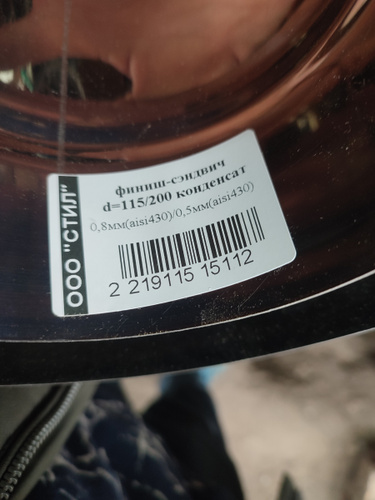 ООО "СТИЛ"
финиш-сэндвич
d=115/200 конденсат
0,8мм(aisi430)/0,5мм(aisi430)
2 219115 15112